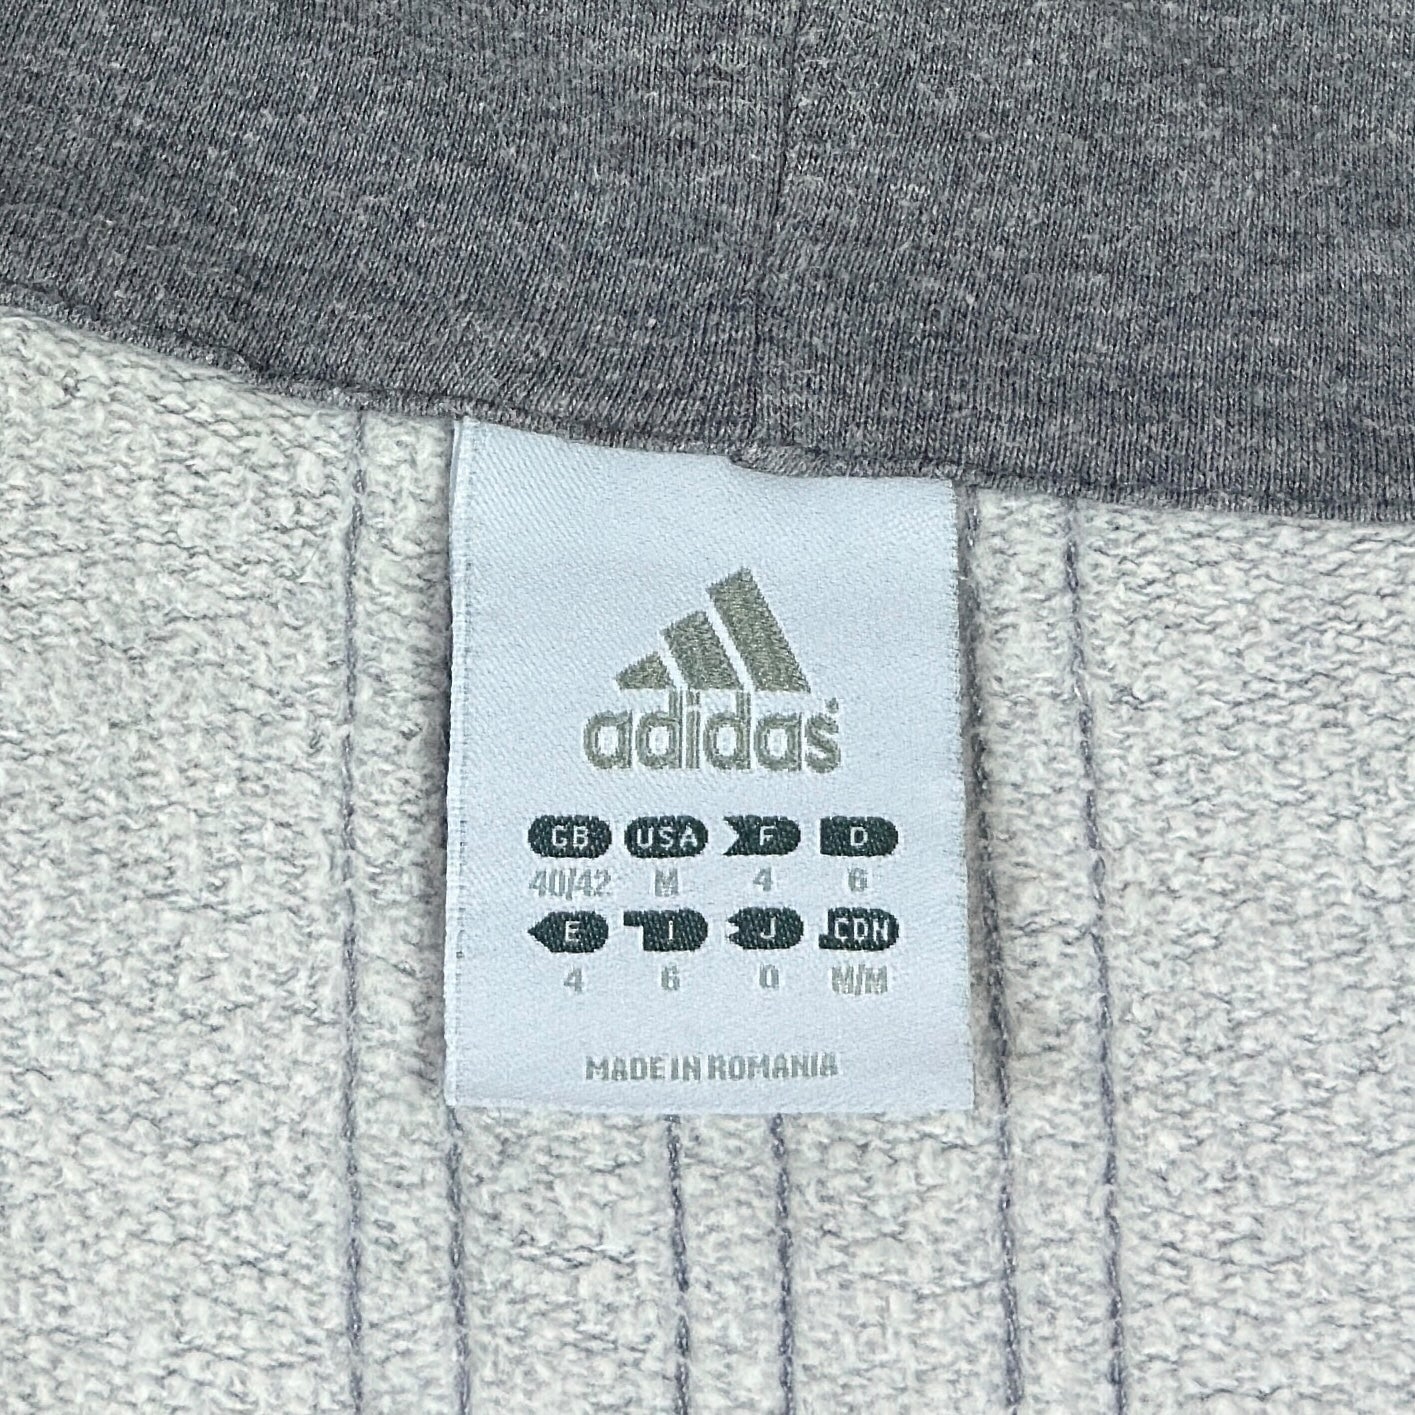 adidas
GB USA F D
40/42 M 4 6
E I J CDN
4 6 0 M/M
MADE IN ROMANIA